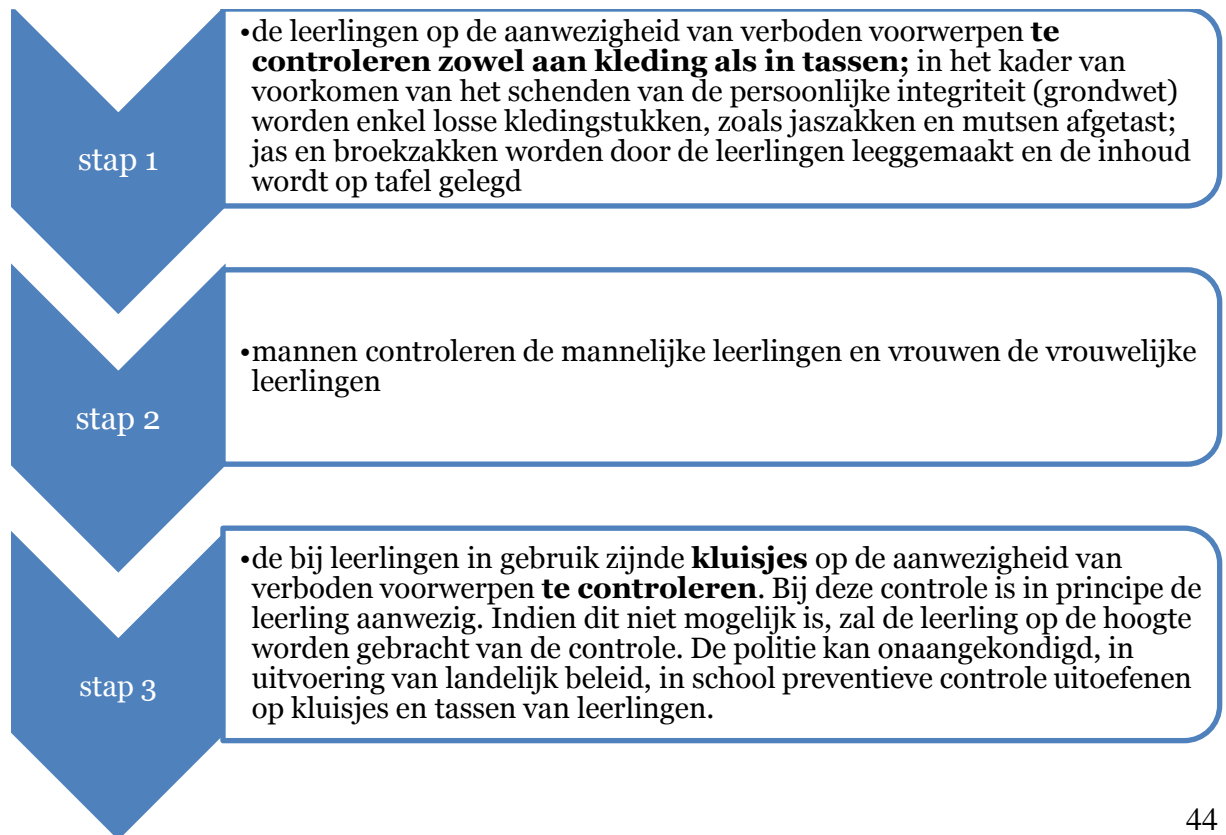 •de leerlingen op de aanwezigheid van verboden voorwerpen te
controleren zowel aan kleding als in tassen; in het kader van
voorkomen van het schenden van de persoonlijke integriteit (grondwet)
worden enkel losse kledingstukken, zoals jaszakken en mutsen afgetast;
jas en broekzakken worden door de leerlingen leeggemaakt en de inhoud
wordt op tafel gelegd
stap 1
•mannen controleren de mannelijke leerlingen en vrouwen de vrouwelijke
leerlingen
stap 2
•de bij leerlingen in gebruik zijnde kluisjes op de aanwezigheid van
verboden voorwerpen te controleren. Bij deze controle is in principe de
leerling aanwezig. Indien dit niet mogelijk is, zal de leerling op de hoogte
worden gebracht van de controle. De politie kan onaangekondigd, in
uitvoering van landelijk beleid, in school preventieve controle uitoefenen
op kluisjes en tassen van leerlingen.
stap 3
44